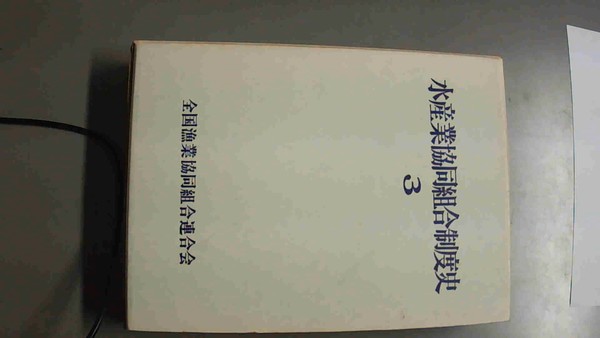 水産業協同組合制度史
3
全国漁業協同組合連合会